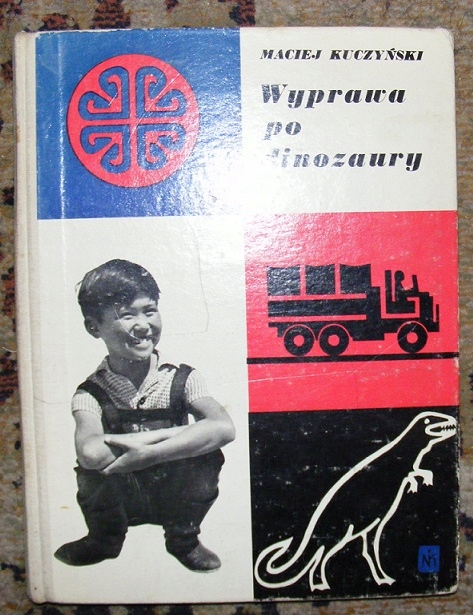 MACIEJ KUCZYŃSKI
Wyprawa
po
dinozaury